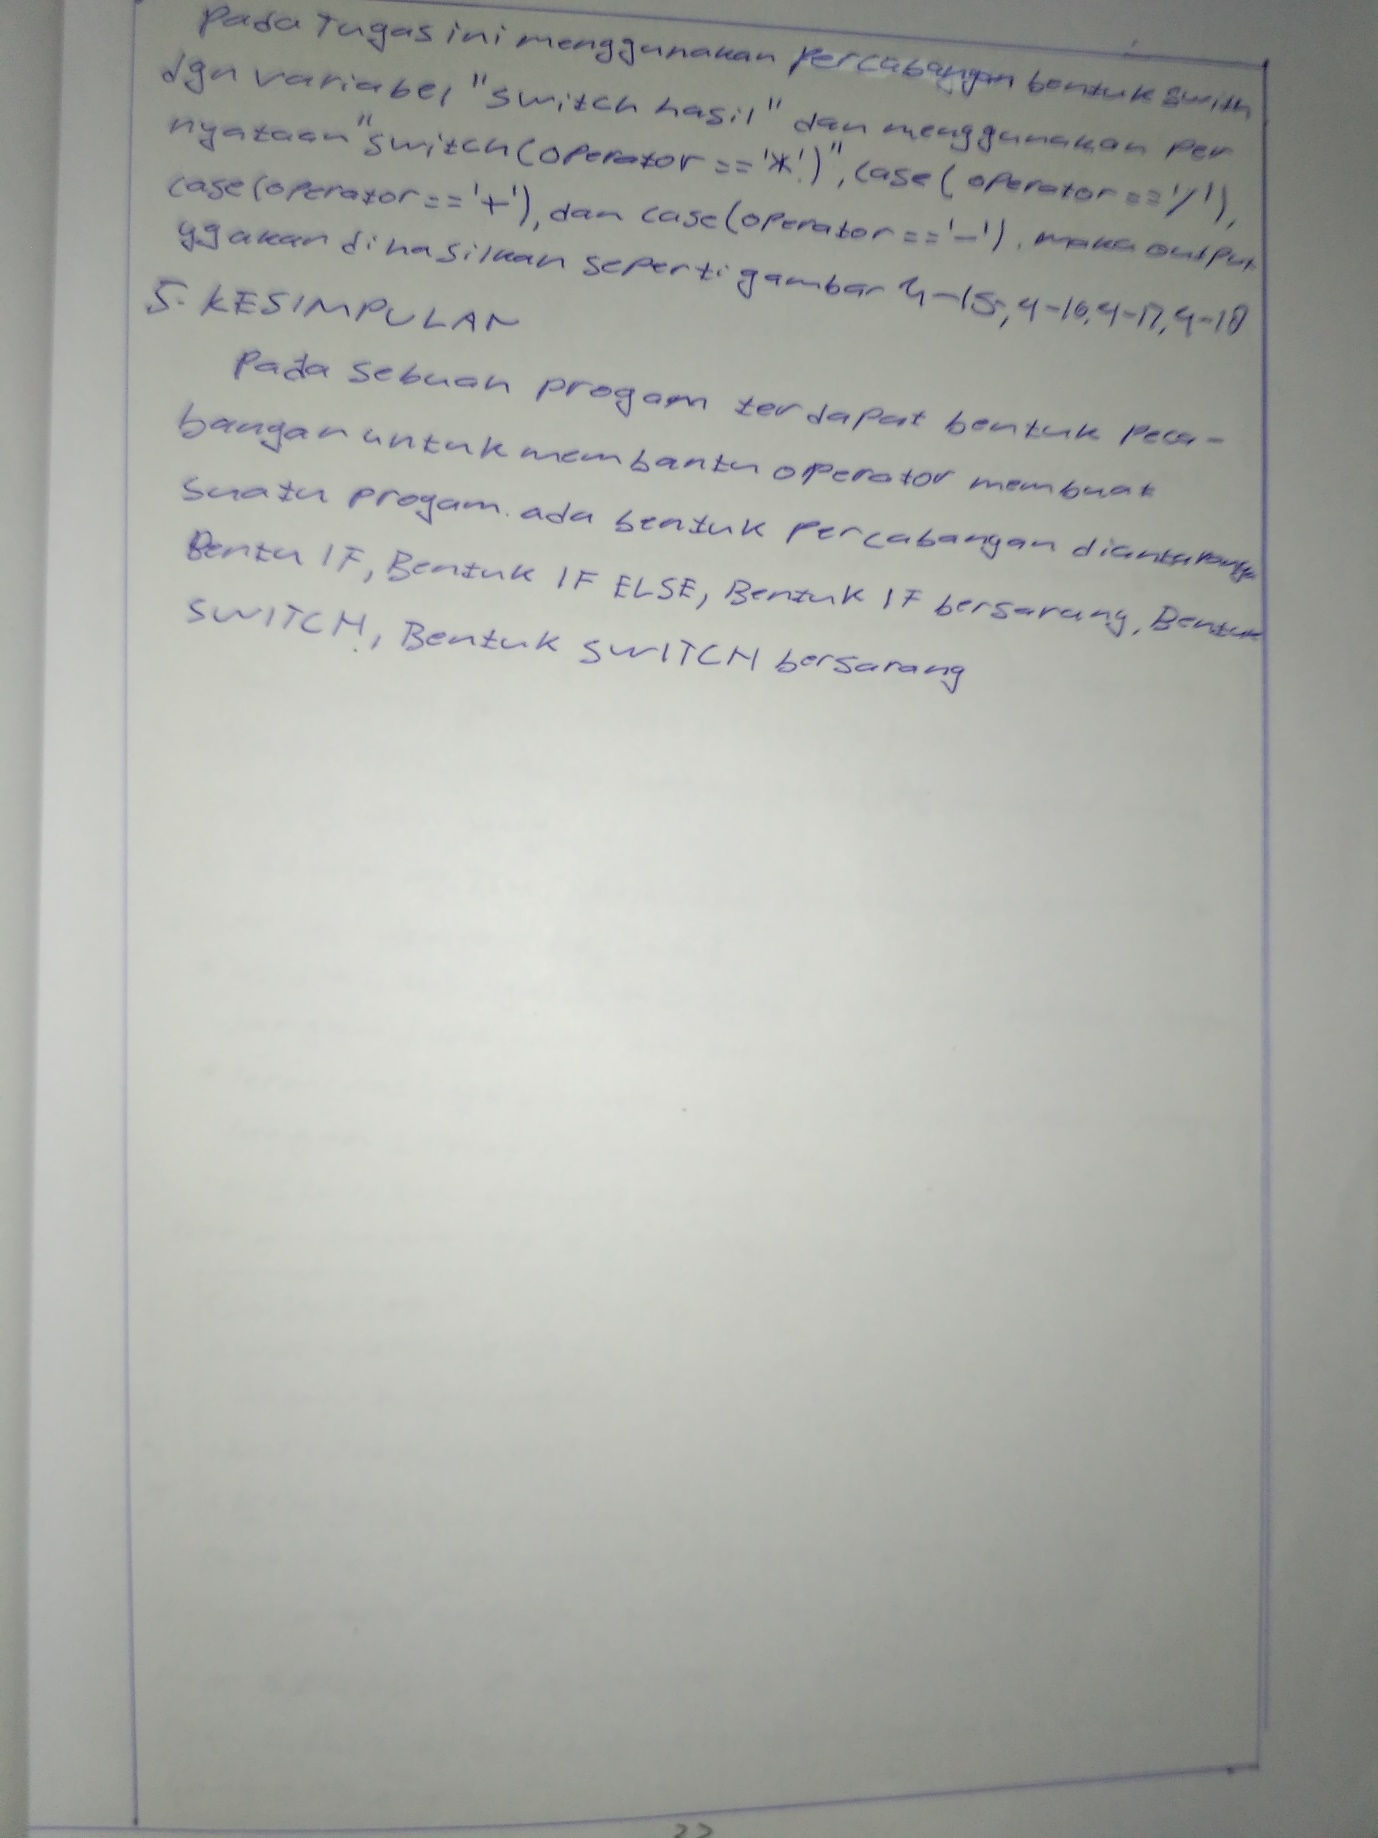 Pada Tugas ini menggunakan Percabangan bentuk swith
dgn variabel "switch hasil" dan menggunakan Per
nyataan "switch(operator == '*')", case( operator == '/'),
case(operator == '+'), dan case(operator == '-'). maka output
yg akan dihasilkan seperti gambar 4-15, 4-16, 4-17, 4-18
5. KESIMPULAN
Pada sebuah progam terdapat bentuk Peca-
bangan untuk membantu operator membuat
suatu progam. ada bentuk Percabangan diantaranya
Bentu IF, Bentuk IF ELSE, Bentuk IF bersarang, Bentuk
SWITCH, Bentuk SWITCH bersarang